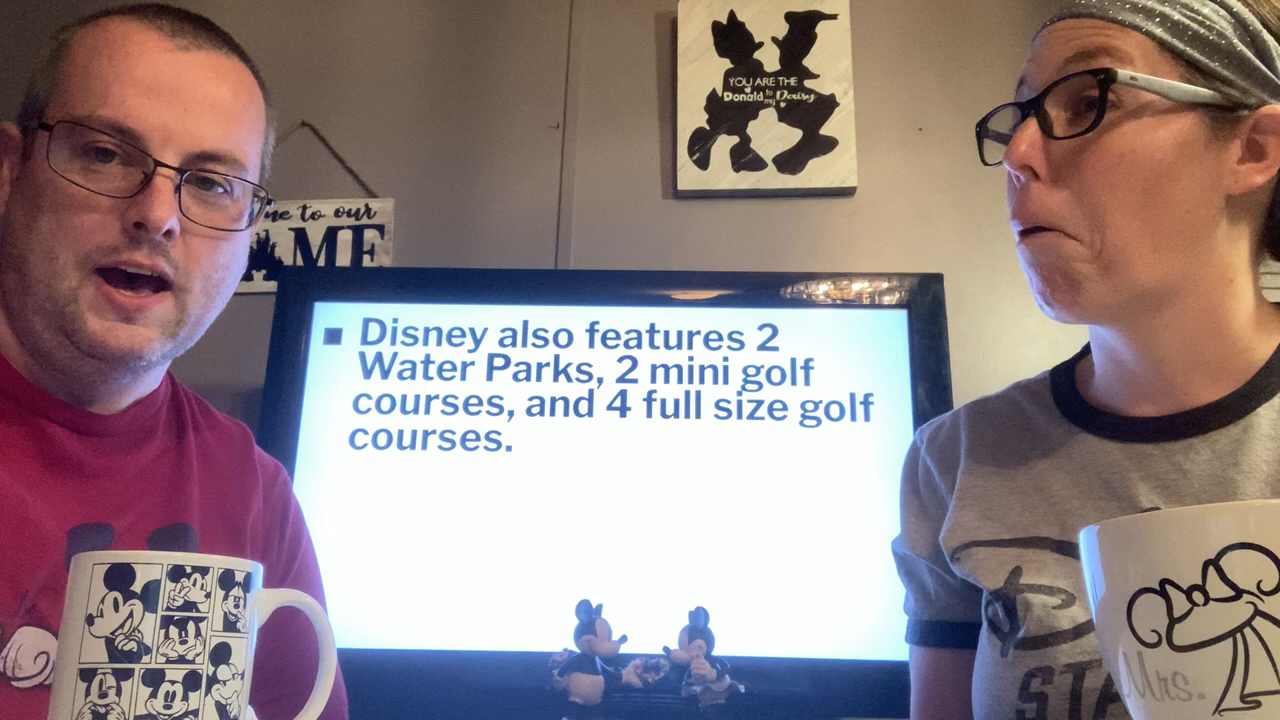 YOU ARE THE
Donald to my Daisy
me to our
ME
■ Disney also features 2
Water Parks, 2 mini golf
courses, and 4 full size golf
courses.
Mrs.